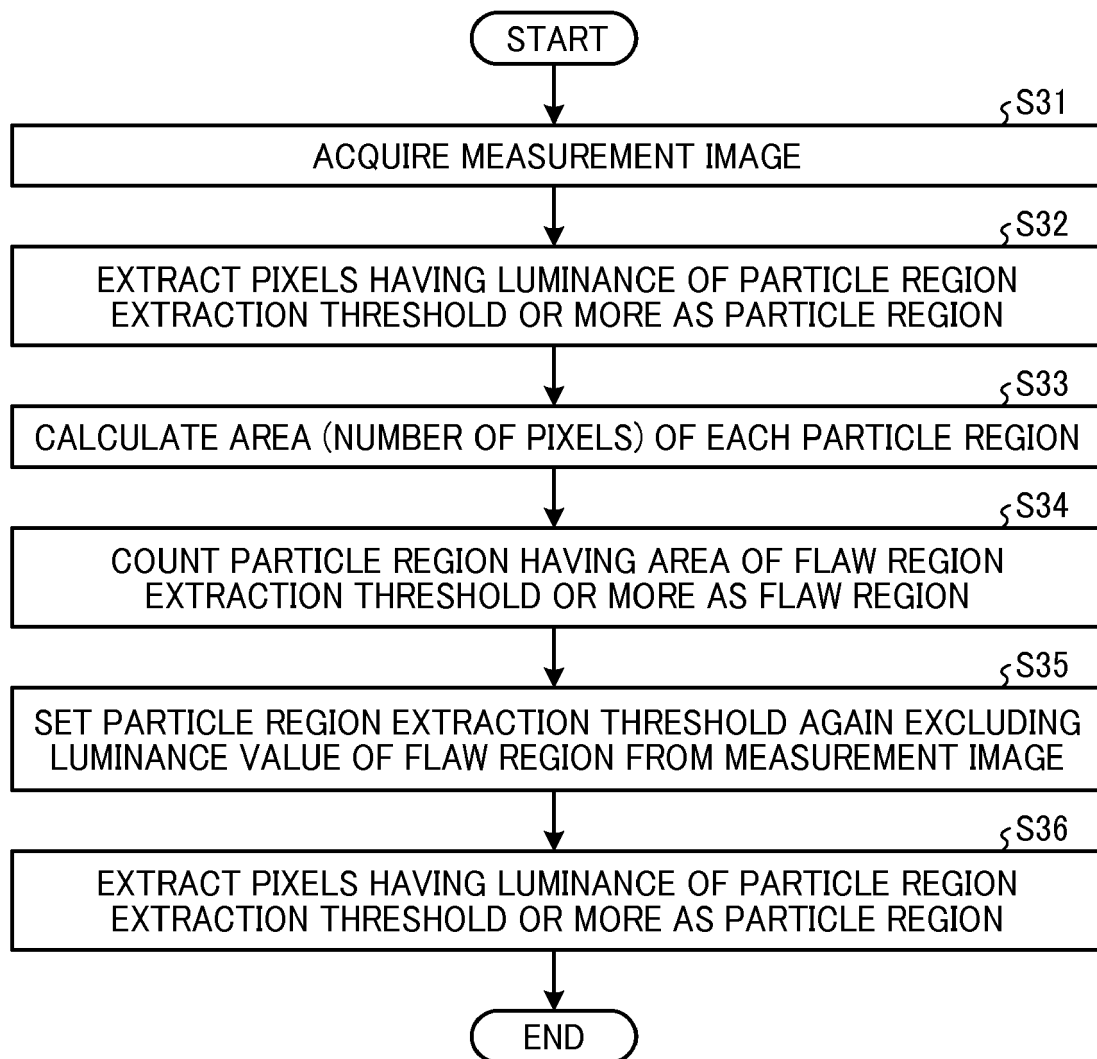 START
S31
ACQUIRE MEASUREMENT IMAGE
S32
EXTRACT PIXELS HAVING LUMINANCE OF PARTICLE REGION
EXTRACTION THRESHOLD OR MORE AS PARTICLE REGION
S33
CALCULATE AREA (NUMBER OF PIXELS) OF EACH PARTICLE REGION
S34
COUNT PARTICLE REGION HAVING AREA OF FLAW REGION
EXTRACTION THRESHOLD OR MORE AS FLAW REGION
S35
SET PARTICLE REGION EXTRACTION THRESHOLD AGAIN EXCLUDING
LUMINANCE VALUE OF FLAW REGION FROM MEASUREMENT IMAGE
S36
EXTRACT PIXELS HAVING LUMINANCE OF PARTICLE REGION
EXTRACTION THRESHOLD OR MORE AS PARTICLE REGION
END